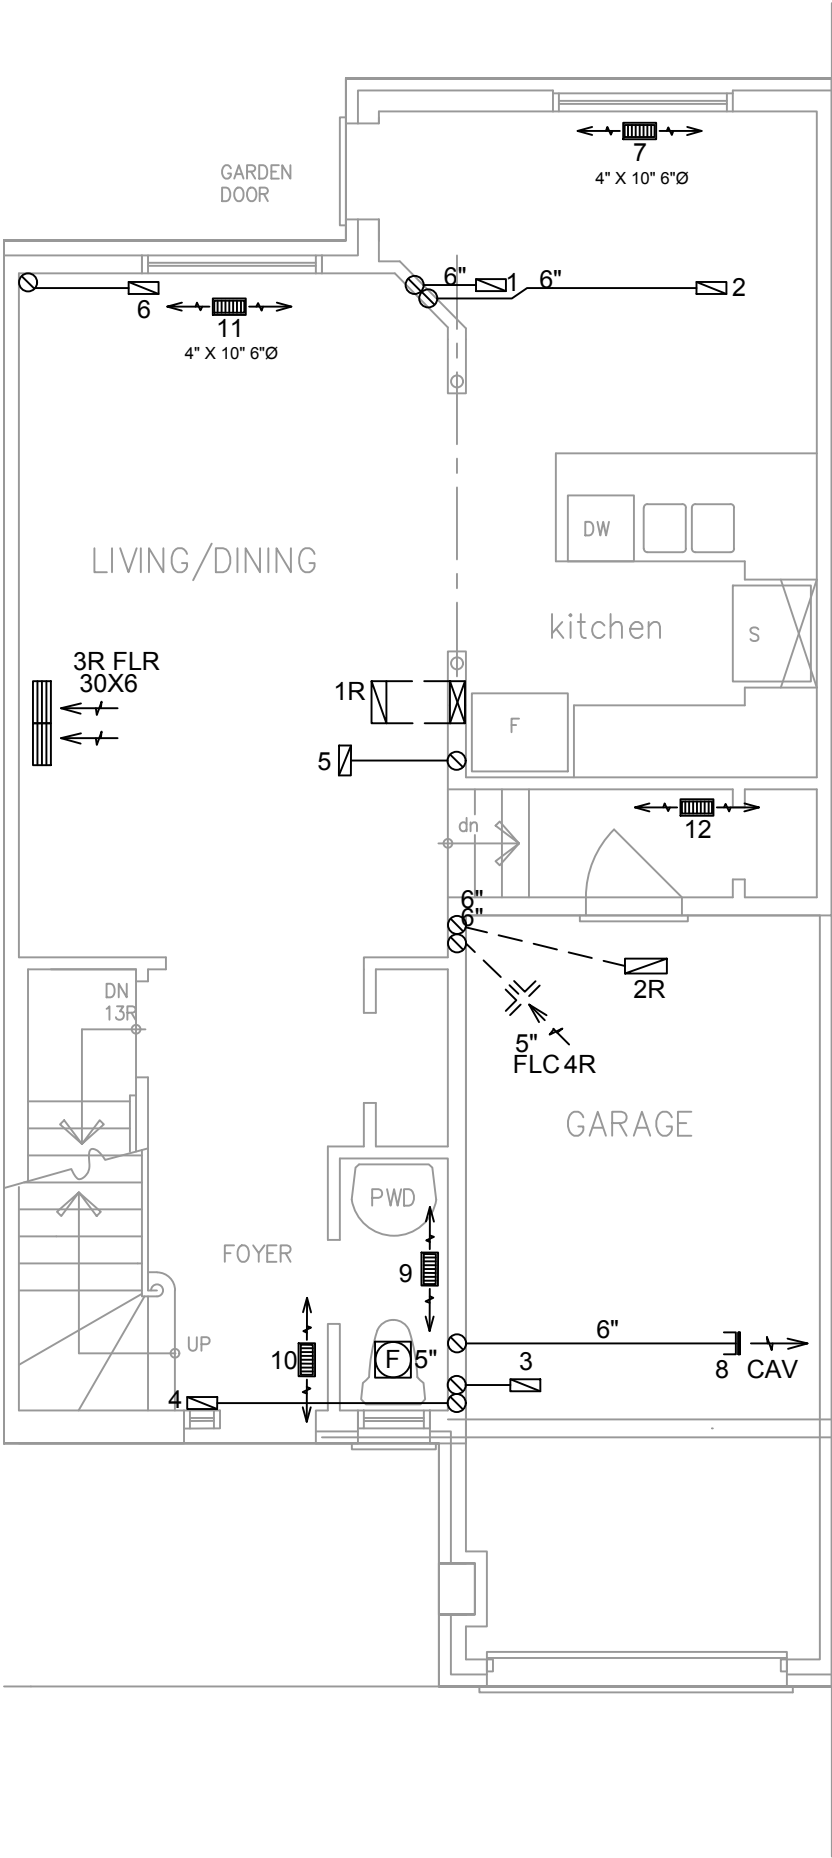 7
4" X 10" 6"Ø
GARDEN
DOOR
6" 1 6" 2
6
11
4" X 10" 6"Ø
DW
LIVING/DINING
kitchen
S
3R FLR
30X6
1R
F
5
12
dn
6"
6"
2R
DN
13R
5"
FLC 4R
GARAGE
PWD
FOYER
9
6"
UP
10
F 5"
3
8 CAV
4